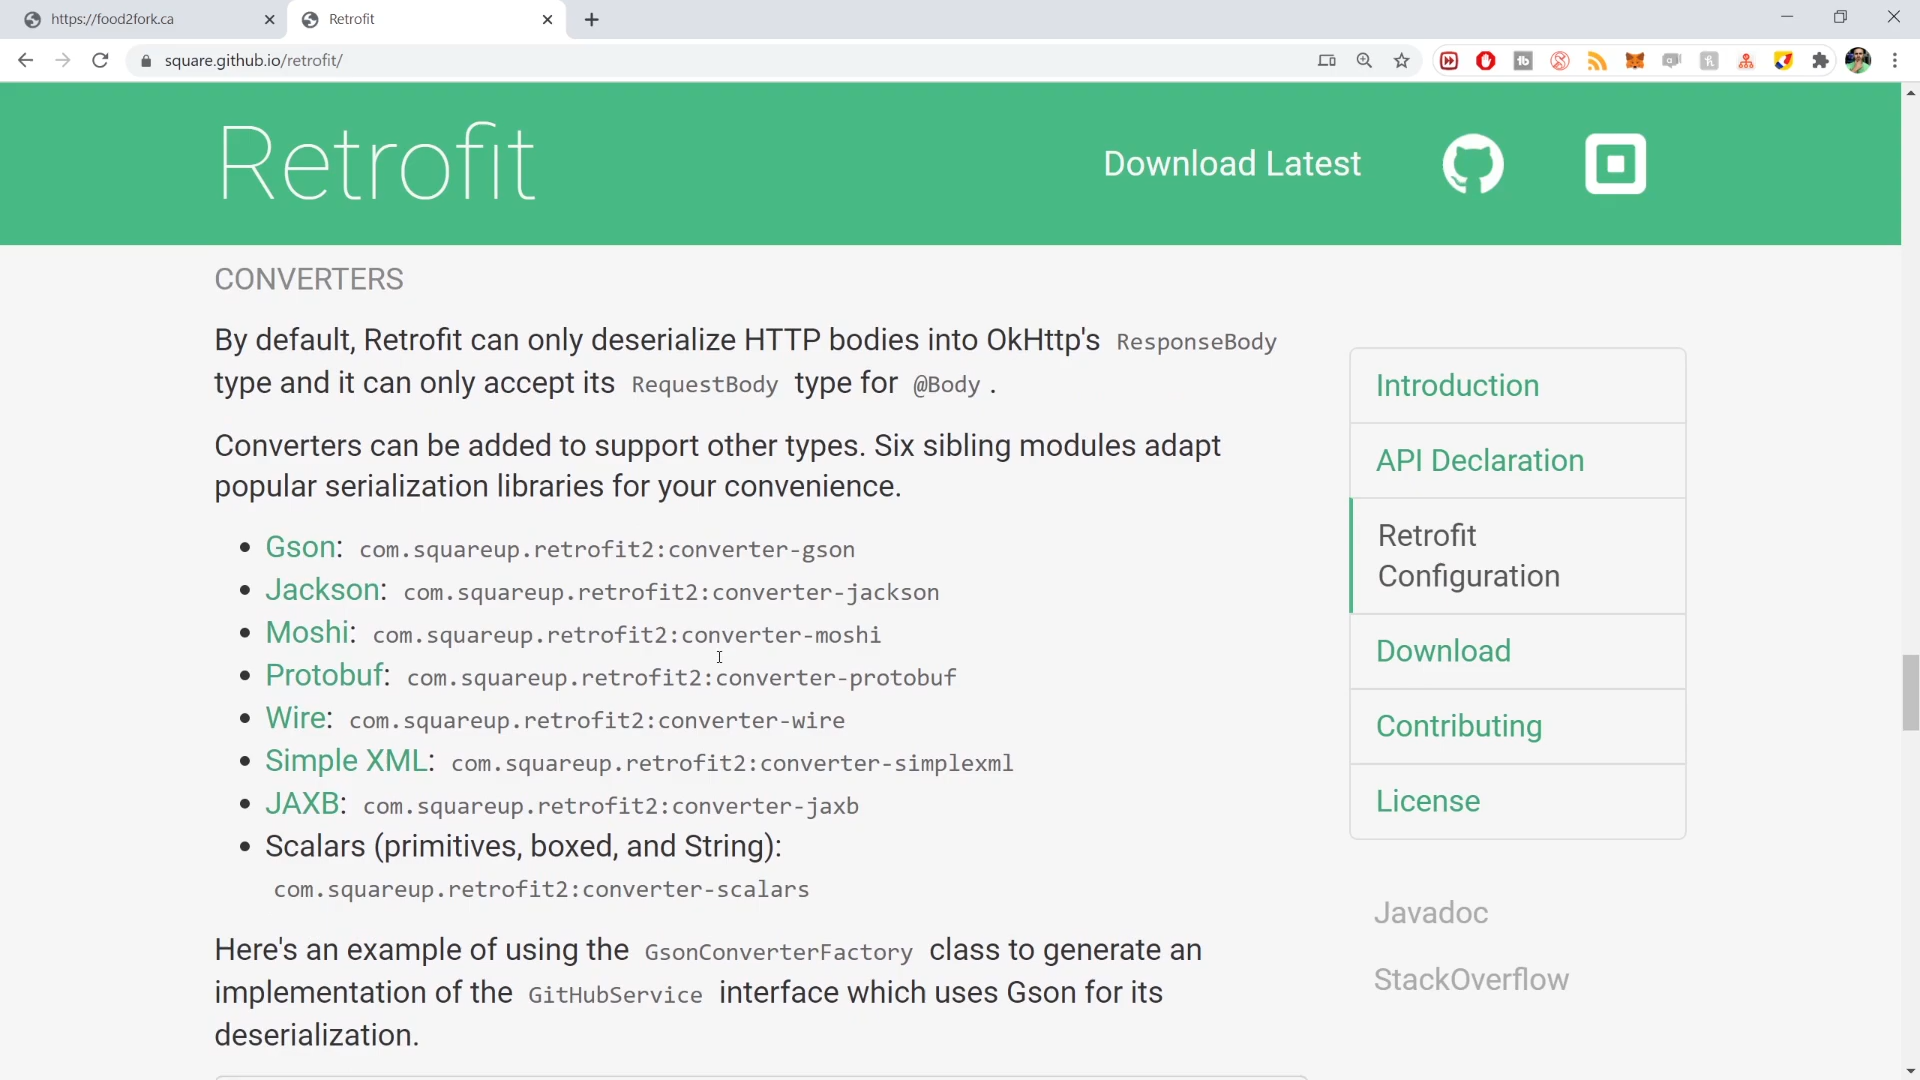 https://food2fork.ca
Retrofit
square.github.io/retrofit/
Retrofit
Download Latest
CONVERTERS
By default, Retrofit can only deserialize HTTP bodies into OkHttp's ResponseBody
type and it can only accept its RequestBody type for @Body .
Converters can be added to support other types. Six sibling modules adapt
popular serialization libraries for your convenience.
• Gson: com.squareup.retrofit2:converter-gson
• Jackson: com.squareup.retrofit2:converter-jackson
• Moshi: com.squareup.retrofit2:converter-moshi
• Protobuf: com.squareup.retrofit2:converter-protobuf
• Wire: com.squareup.retrofit2:converter-wire
• Simple XML: com.squareup.retrofit2:converter-simplexml
• JAXB: com.squareup.retrofit2:converter-jaxb
• Scalars (primitives, boxed, and String):
com.squareup.retrofit2:converter-scalars
Here's an example of using the GsonConverterFactory class to generate an
implementation of the GitHubService interface which uses Gson for its
deserialization.
Introduction
API Declaration
Retrofit
Configuration
Download
Contributing
License
Javadoc
StackOverflow